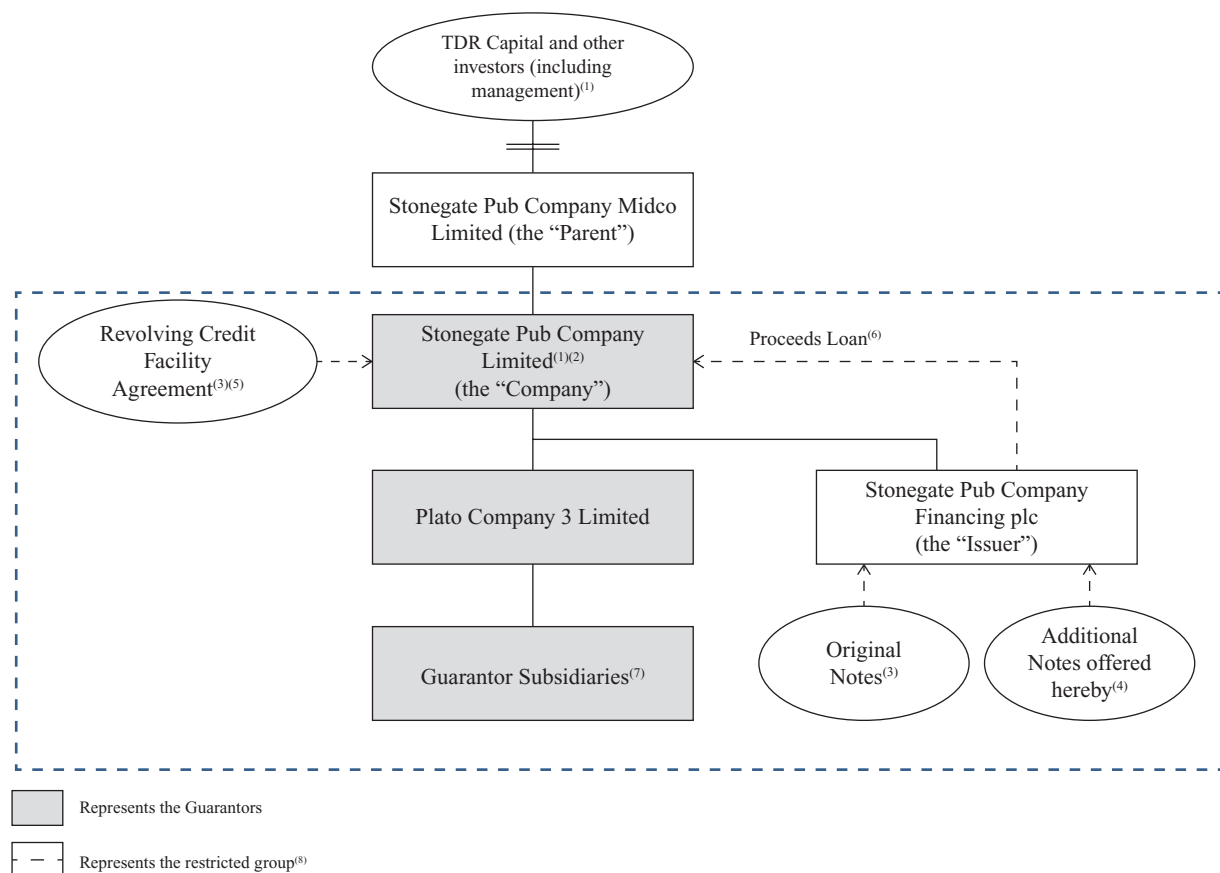 TDR Capital and other
investors (including
management)(1)
Stonegate Pub Company Midco
Limited (the “Parent”)
Revolving Credit
Facility
Agreement(3)(5)
Stonegate Pub Company
Limited(1)(2)
(the “Company”)
Proceeds Loan(6)
Plato Company 3 Limited
Stonegate Pub Company
Financing plc
(the “Issuer”)
Guarantor Subsidiaries(7)
Original
Notes(3)
Additional
Notes offered
hereby(4)
Represents the Guarantors
Represents the restricted group(8)